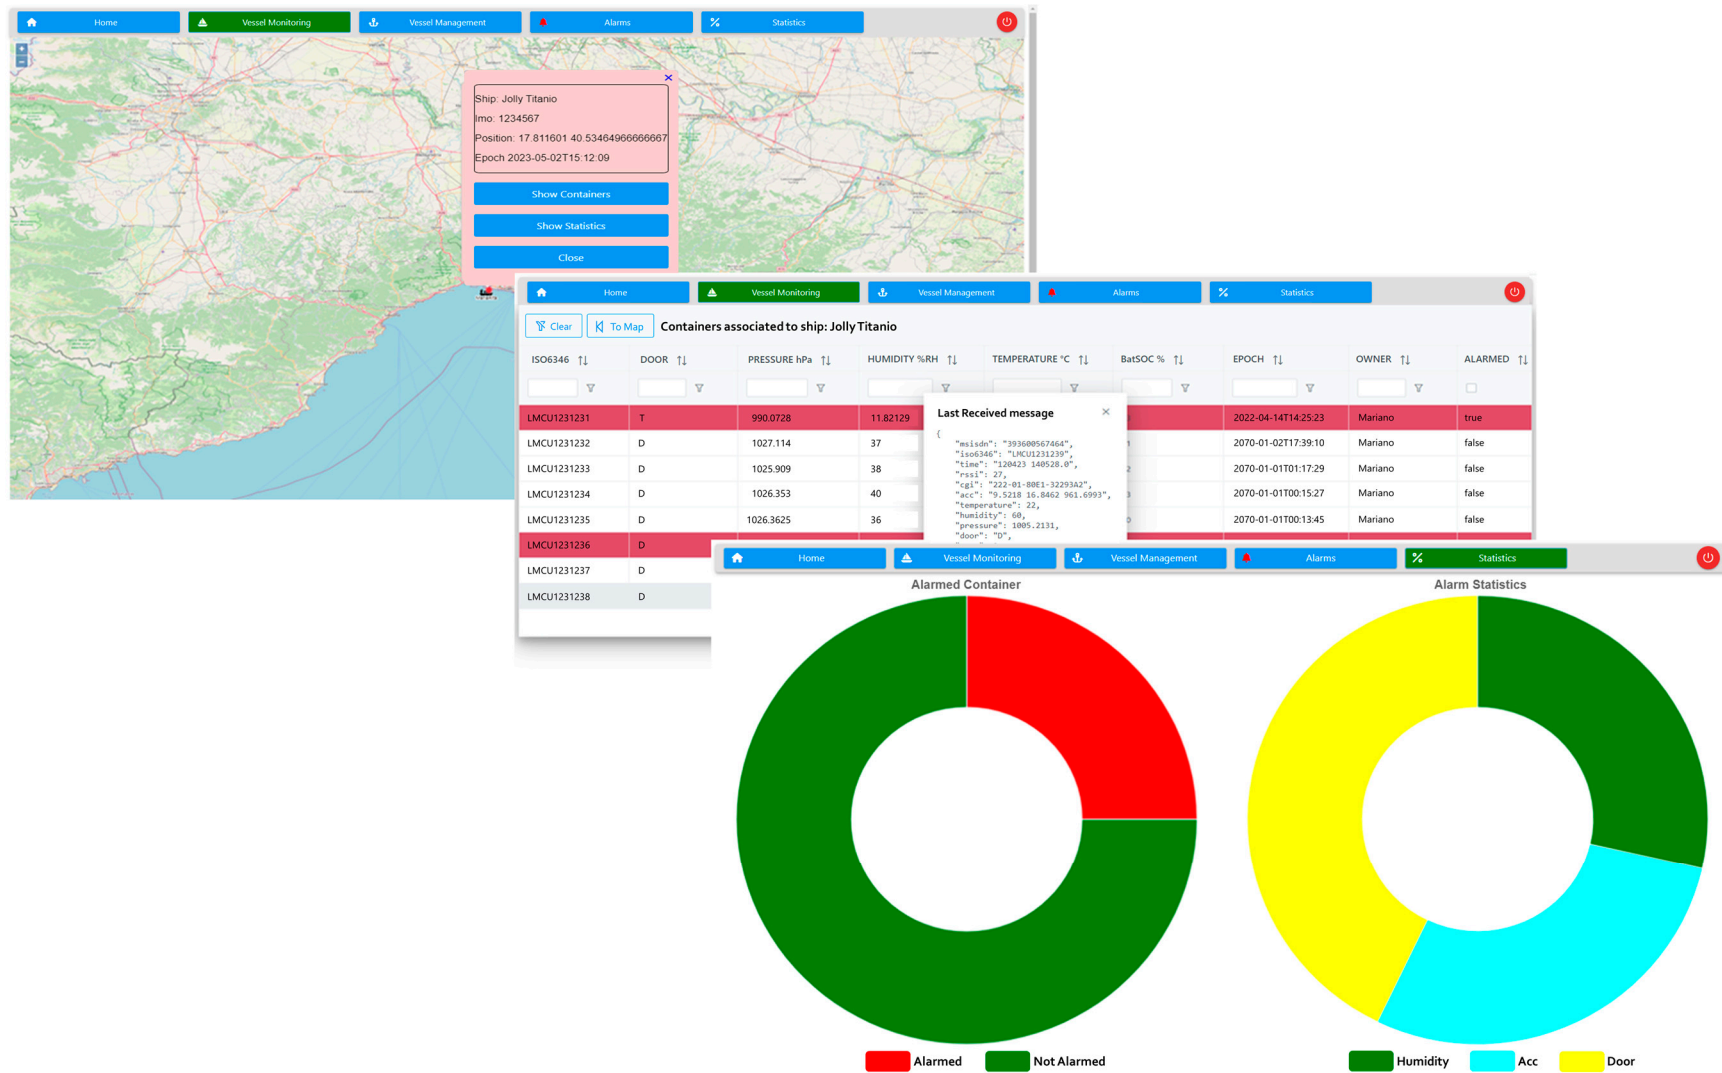 Home Vessel Monitoring Vessel Management Alarms Statistics
+
−
×
Ship: Jolly Titanio
Imo: 1234567
Position: 17.811601 40.53464966666667
Epoch 2023-05-02T15:12:09
Show Containers
Show Statistics
Close
Home Vessel Monitoring Vessel Management Alarms Statistics
Clear To Map Containers associated to ship: Jolly Titanio
ISO6346 DOOR PRESSURE hPa HUMIDITY %RH TEMPERATURE °C BatSOC % EPOCH OWNER ALARMED
LMCU1231231 T 990.0728 11.82129 2022-04-14T14:25:23 Mariano true
LMCU1231232 D 1027.114 37 2070-01-02T17:39:10 Mariano false
LMCU1231233 D 1025.909 38 2070-01-01T01:17:29 Mariano false
LMCU1231234 D 1026.353 40 2070-01-01T00:15:27 Mariano false
LMCU1231235 D 1026.3625 36 2070-01-01T00:13:45 Mariano false
LMCU1231236 D
LMCU1231237 D
LMCU1231238 D
Last Received message ×
{
"msisdn": "393600567464",
"iso6346": "LMCU1231239",
"time": "120423 140528.0",
"rssi": 27,
"cgi": "222-01-80E1-32293A2",
"acc": "9.5218 16.8462 961.6993",
"temperature": 22,
"humidity": 60,
"pressure": 1005.2131,
"door": "D",
Home Vessel Monitoring Vessel Management Alarms Statistics
Alarmed Container
Alarmed Not Alarmed
Alarm Statistics
Humidity Acc Door